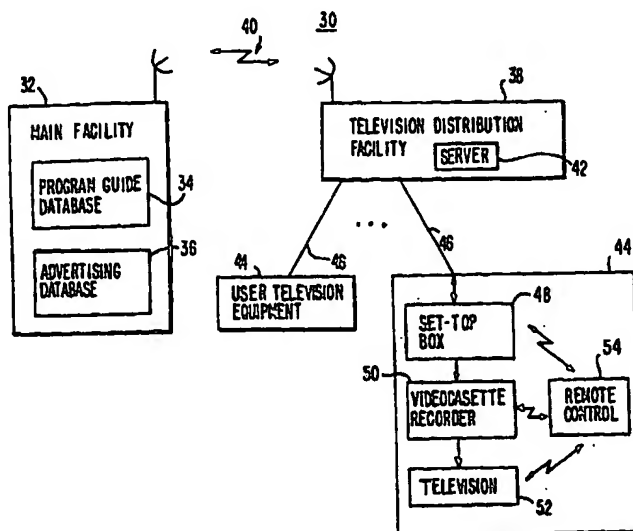 40
30
32
38
MAIN FACILITY
TELEVISION DISTRIBUTION
FACILITY
SERVER
42
PROGRAM GUIDE
DATABASE
34
ADVERTISING
DATABASE
36
...
46
46
44
USER TELEVISION
EQUIPMENT
44
48
SET-TOP
BOX
54
50
VIDEOCASETTE
RECORDER
REMOTE
CONTROL
TELEVISION
52